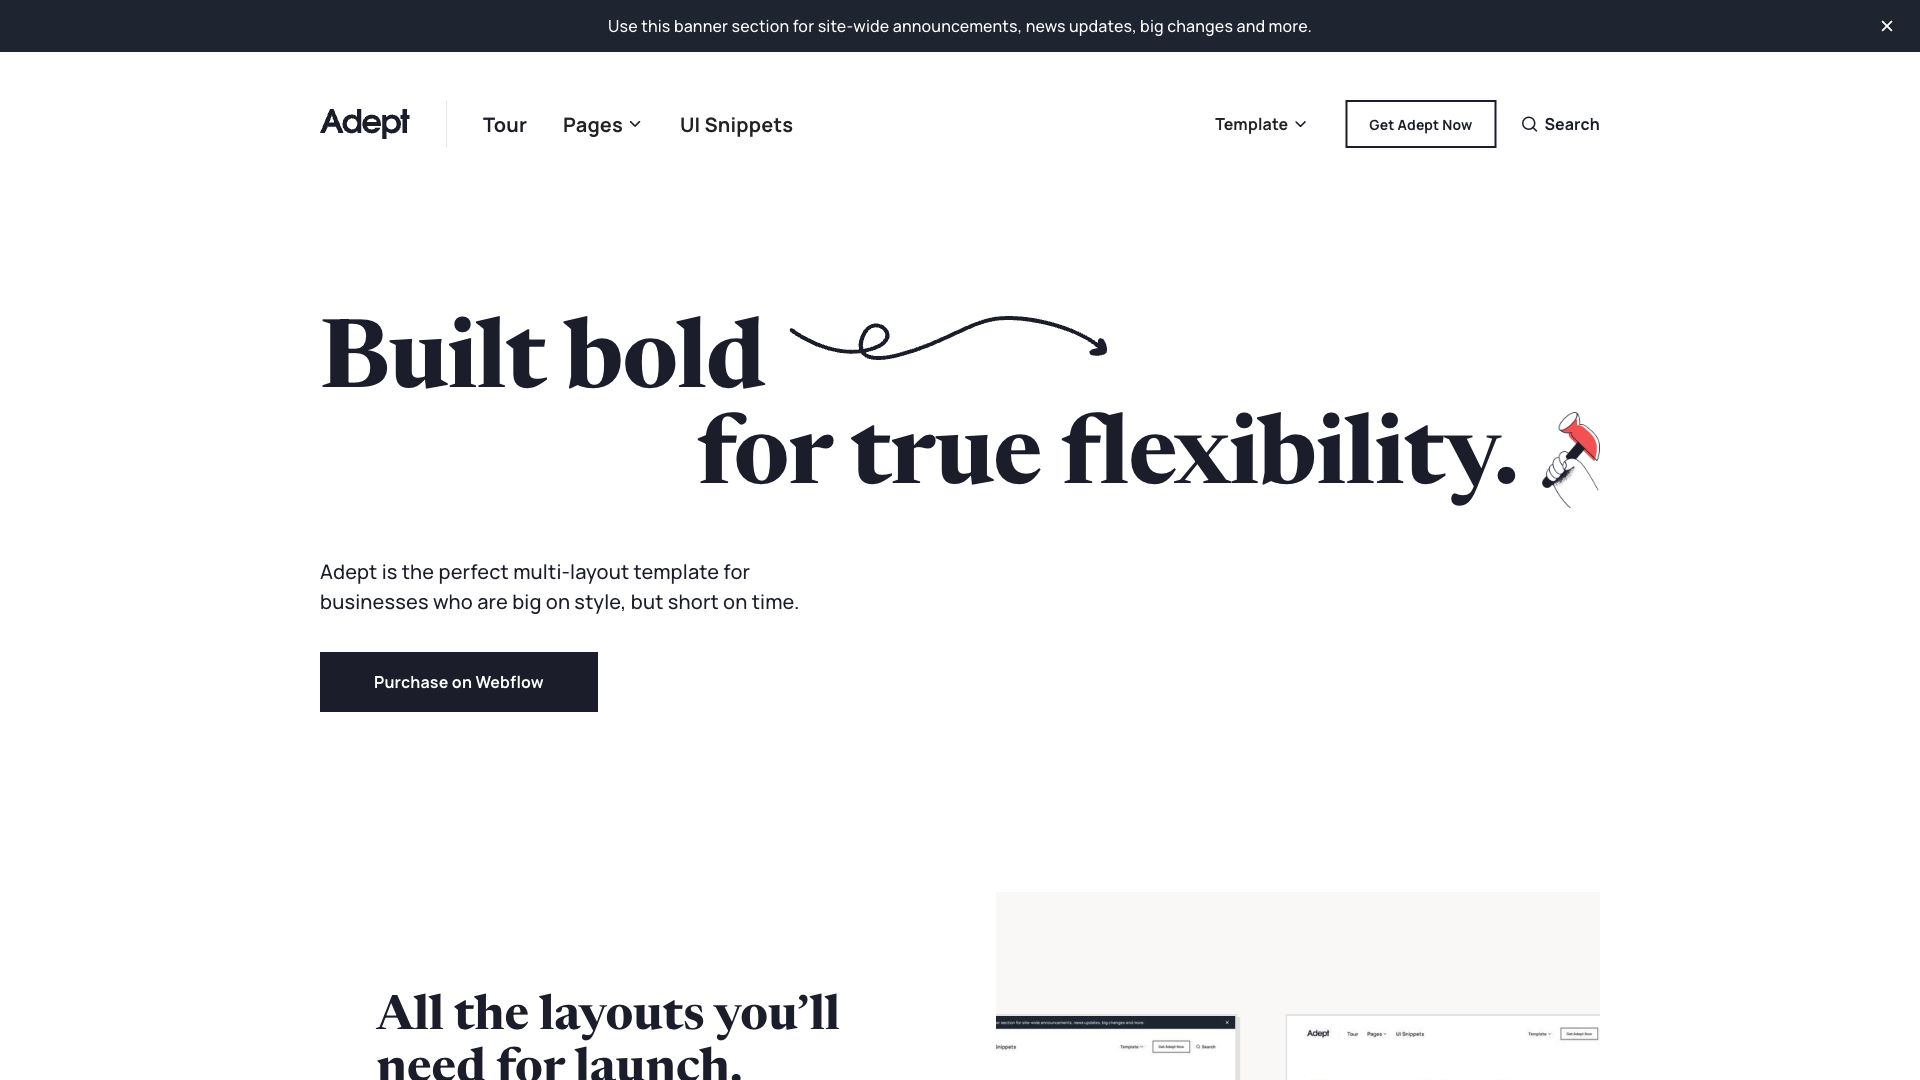 Use this banner section for site-wide announcements, news updates, big changes and more.
Adept
Tour
Pages
UI Snippets
Template
Get Adept Now
Search
Built bold
for true flexibility.
Adept is the perfect multi-layout template for
businesses who are big on style, but short on time.
Purchase on Webflow
All the layouts you’ll
need for launch.
section for site-wide announcements, news updates, big changes and more.
Snippets
Template
Get Adept Now
Search
Adept
Tour
Pages
UI Snippets
Template
Get Adept Now